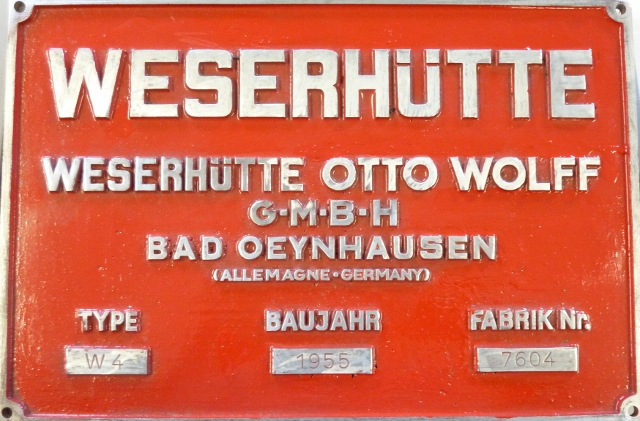 WESERHÜTTE
WESERHÜTTE OTTO WOLFF
G·M·B·H
BAD OEYNHAUSEN
(ALLEMAGNE·GERMANY)
TYPE BAUJAHR FABRIK Nr.
W 4 1955 7604